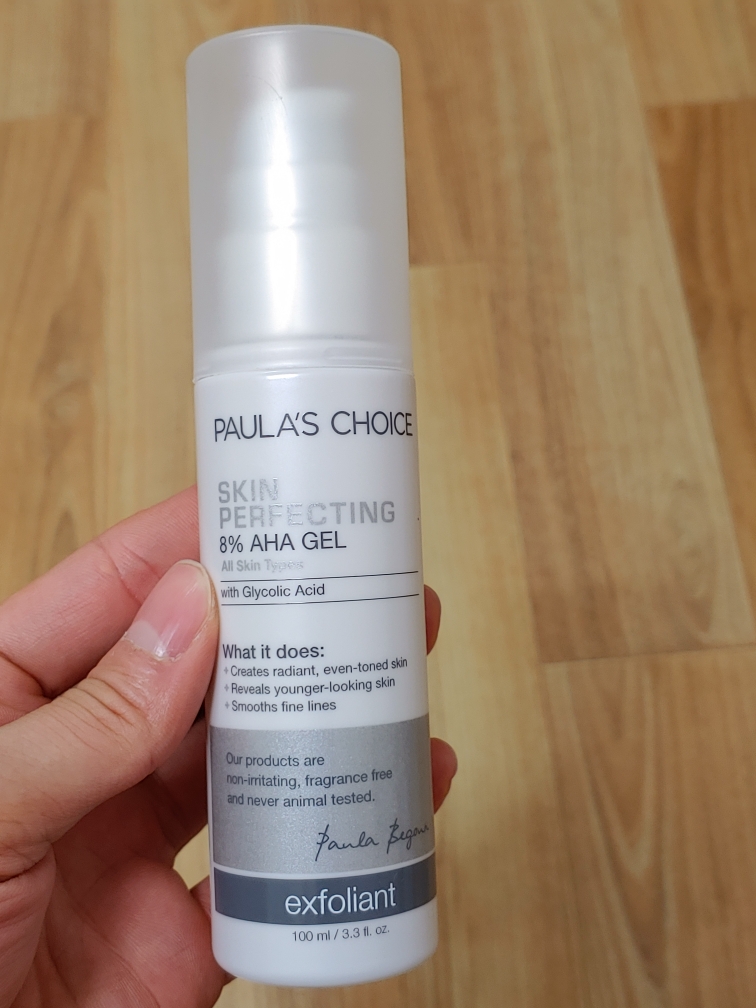 PAULA'S CHOICE
SKIN
PERFECTING
8% AHA GEL
All Skin Types
with Glycolic Acid
What it does:
+ Creates radiant, even-toned skin
+ Reveals younger-looking skin
+ Smooths fine lines
Our products are
non-irritating, fragrance free
and never animal tested.
Paula Begoun
exfoliant
100 ml / 3.3 fl. oz.